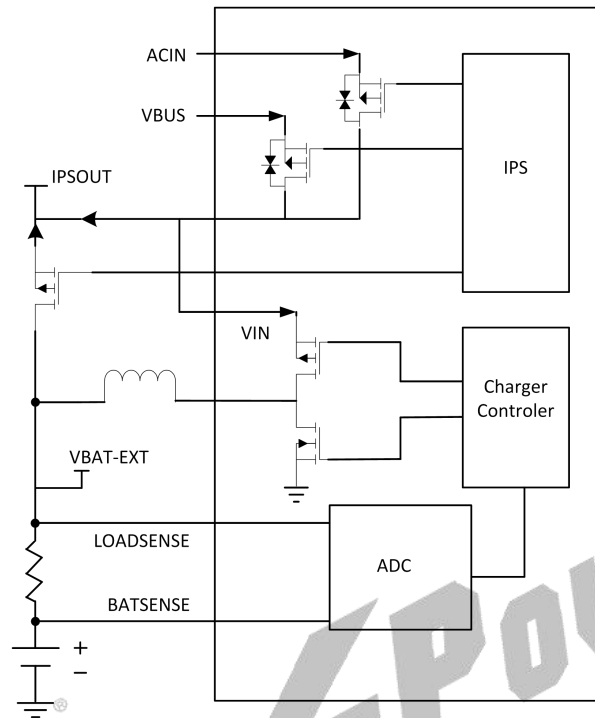 ACIN
VBUS
IPS
IPSOUT
VIN
Charger
Controler
VBAT-EXT
LOADSENSE
ADC
BATSENSE
+
−
®